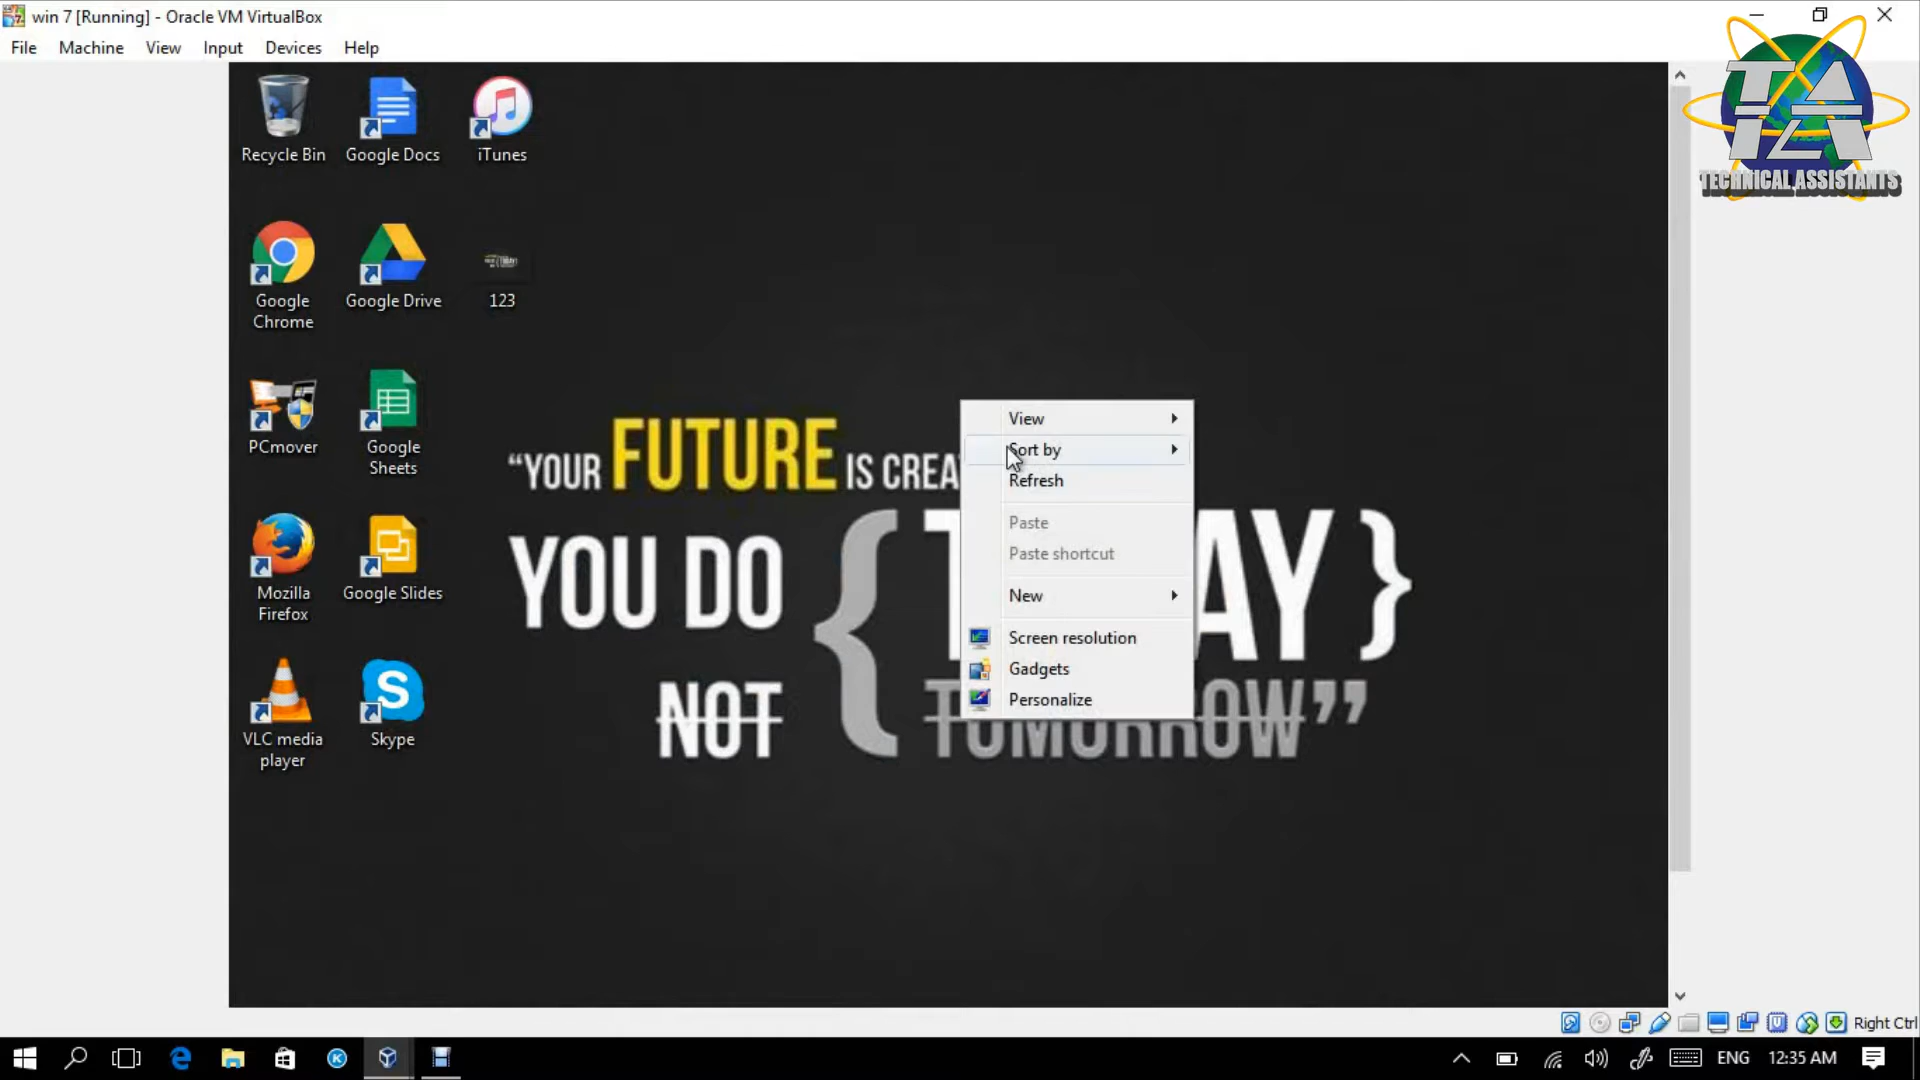 win 7 [Running] - Oracle VM VirtualBox
File Machine View Input Devices Help
TECHNICAL ASSISTANTS
Recycle Bin
Google Docs
iTunes
Google
Chrome
Google Drive
123
PCmover
Google
Sheets
Mozilla
Firefox
Google Slides
VLC media
player
Skype
“YOUR FUTURE IS CREA
YOU DO
NOT
AY
TOMORROW”
View
Sort by
Refresh
Paste
Paste shortcut
New
Screen resolution
Gadgets
Personalize
Right Ctrl
ENG 12:35 AM